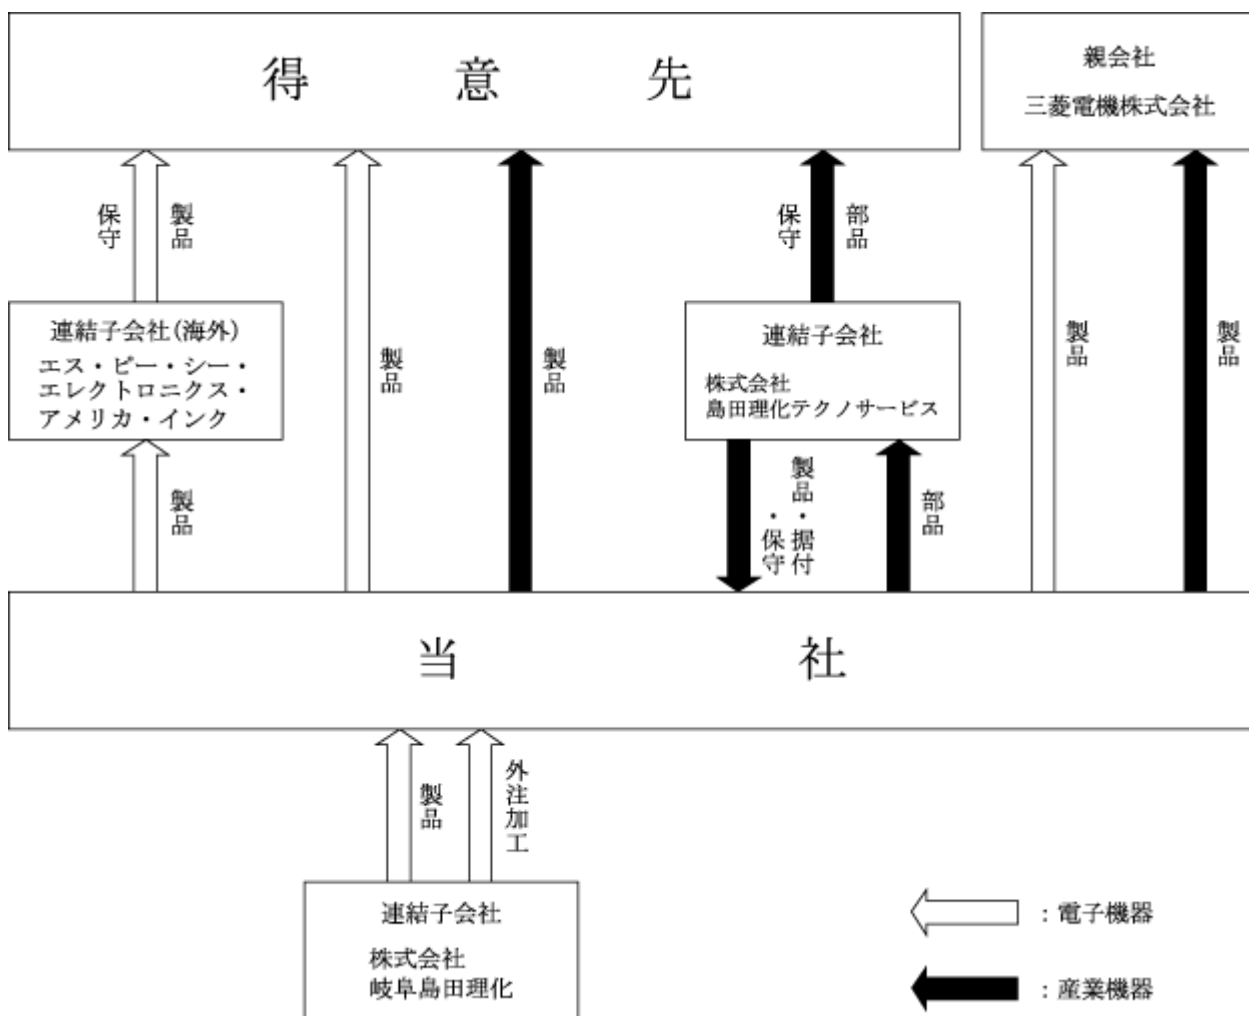 得意先
親会社
三菱電機株式会社
保守
製品
保守
部品
連結子会社(海外)
エス・ピー・シー・
エレクトロニクス・
アメリカ・インク
製品
製品
連結子会社
株式会社
島田理化テクノサービス
製品
製品
製品
製品・据付
・保守
部品
当社
製品
外注加工
連結子会社
株式会社
岐阜島田理化
：電子機器
：産業機器